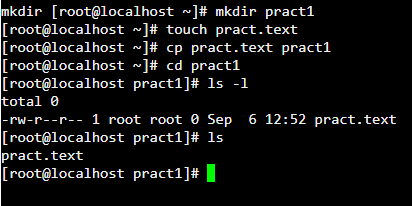 mkdir [root@localhost ~]# mkdir pract1
[root@localhost ~]# touch pract.text
[root@localhost ~]# cp pract.text pract1
[root@localhost ~]# cd pract1
[root@localhost pract1]# ls -l
total 0
-rw-r--r-- 1 root root 0 Sep  6 12:52 pract.text
[root@localhost pract1]# ls
pract.text
[root@localhost pract1]#